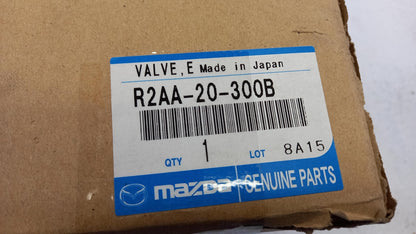 VALVE,E Made in Japan
R2AA-20-300B
QTY 1 LOT 8A15
mazda GENUINE PARTS